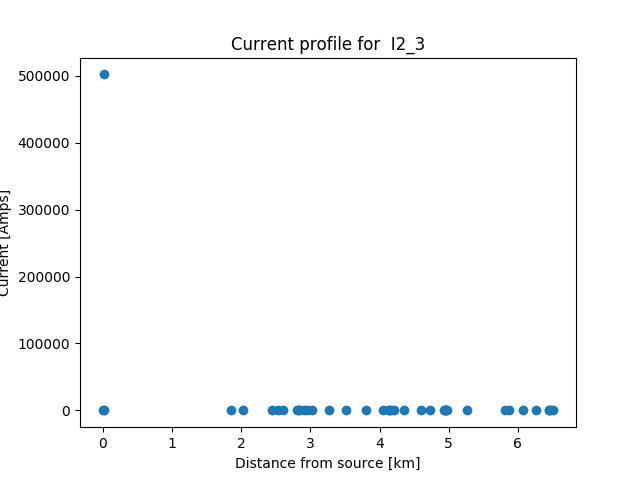 Current profile for  I2_3
Current [Amps]
500000
400000
300000
200000
100000
0
0 1 2 3 4 5 6
Distance from source [km]